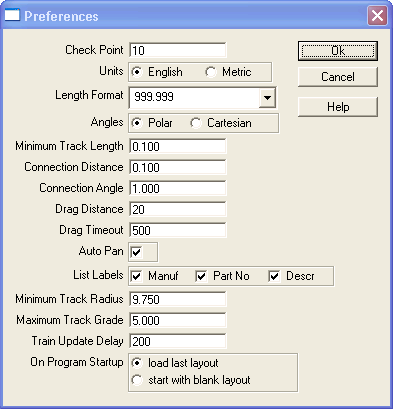 Preferences
Check Point 10 Ok
Units English Metric Cancel
Length Format 999.999 Help
Angles Polar Cartesian
Minimum Track Length 0.100
Connection Distance 0.100
Connection Angle 1.000
Drag Distance 20
Drag Timeout 500
Auto Pan
List Labels Manuf Part No Descr
Minimum Track Radius 9.750
Maximum Track Grade 5.000
Train Update Delay 200
On Program Startup load last layout
start with blank layout